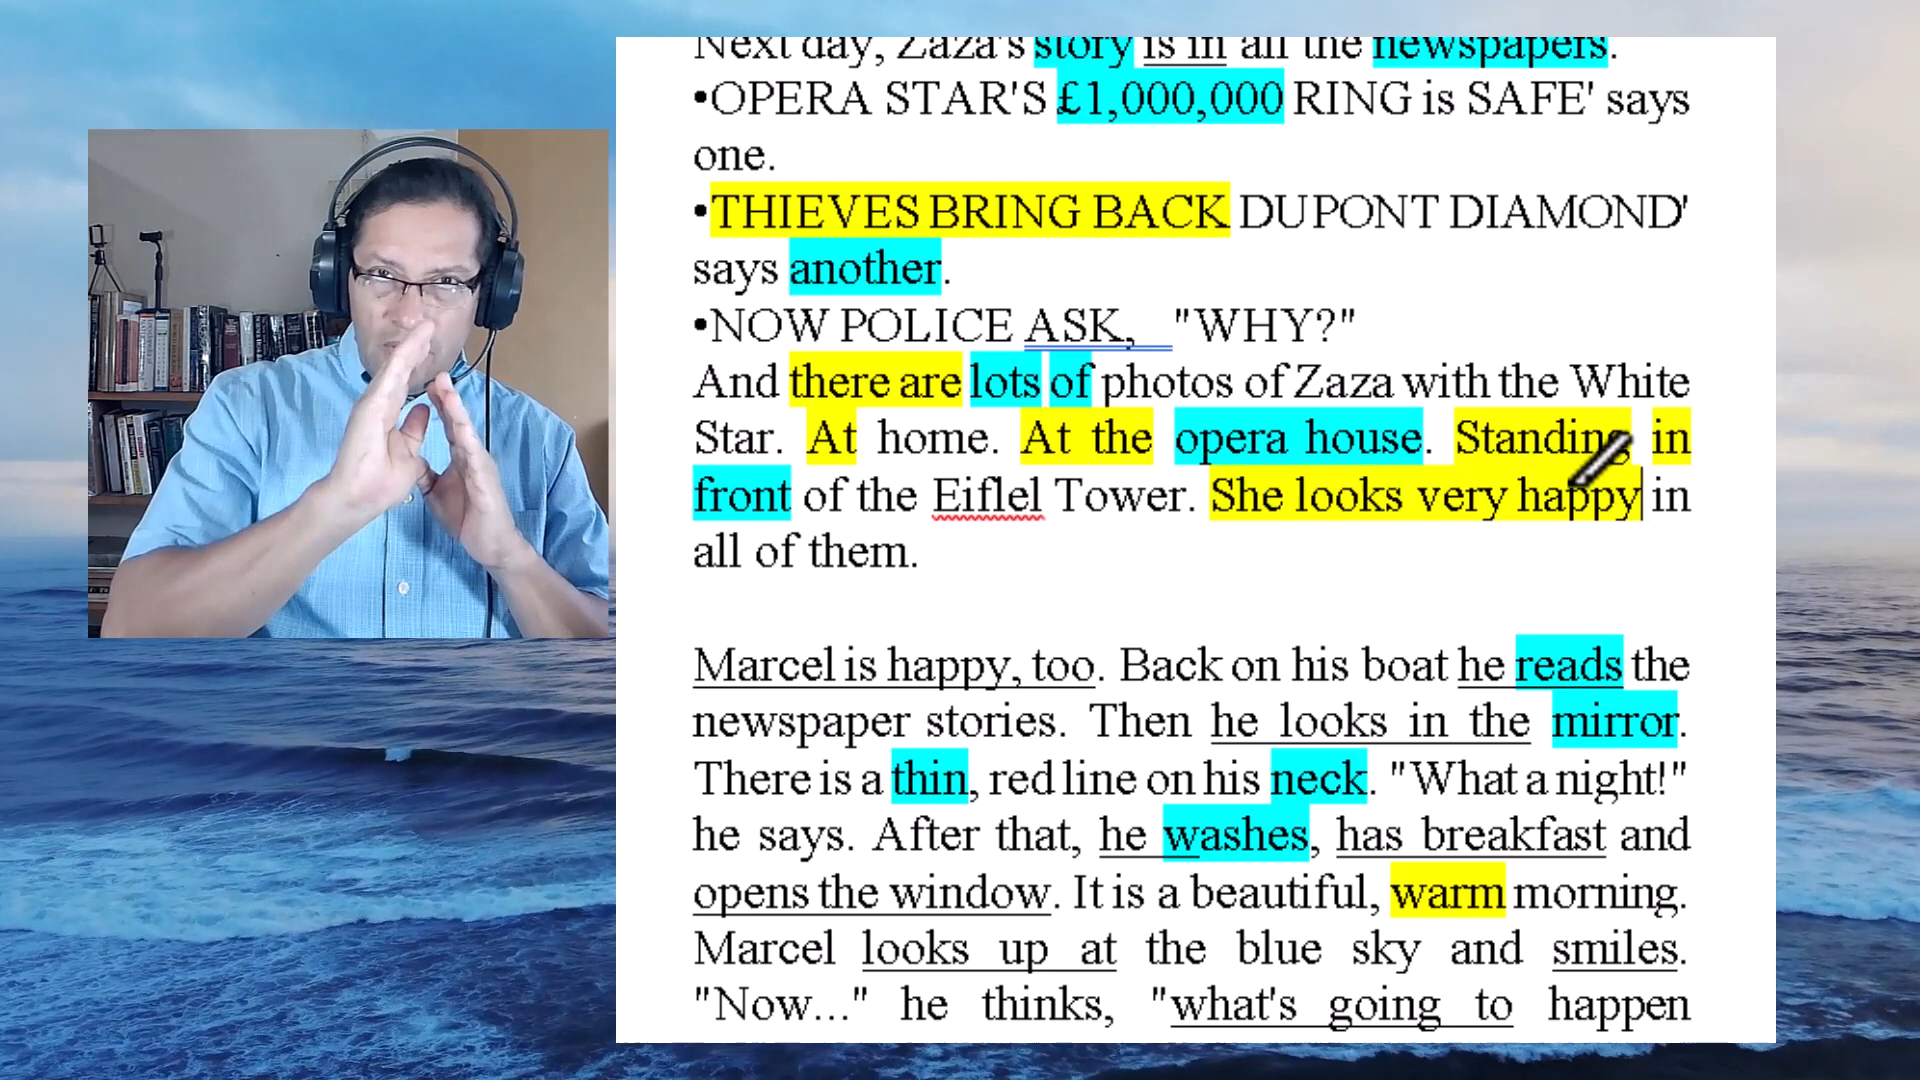 Next day, Zaza's story is in all the newspapers.
•OPERA STAR'S £1,000,000 RING is SAFE' says
one.
•THIEVES BRING BACK DUPONT DIAMOND'
says another.
•NOW POLICE ASK, "WHY?"
And there are lots of photos of Zaza with the White
Star. At home. At the opera house. Standing in
front of the Eiflel Tower. She looks very happy in
all of them.
Marcel is happy, too. Back on his boat he reads the
newspaper stories. Then he looks in the mirror.
There is a thin, red line on his neck. "What a night!"
he says. After that, he washes, has breakfast and
opens the window. It is a beautiful, warm morning.
Marcel looks up at the blue sky and smiles.
"Now..." he thinks, "what's going to happen